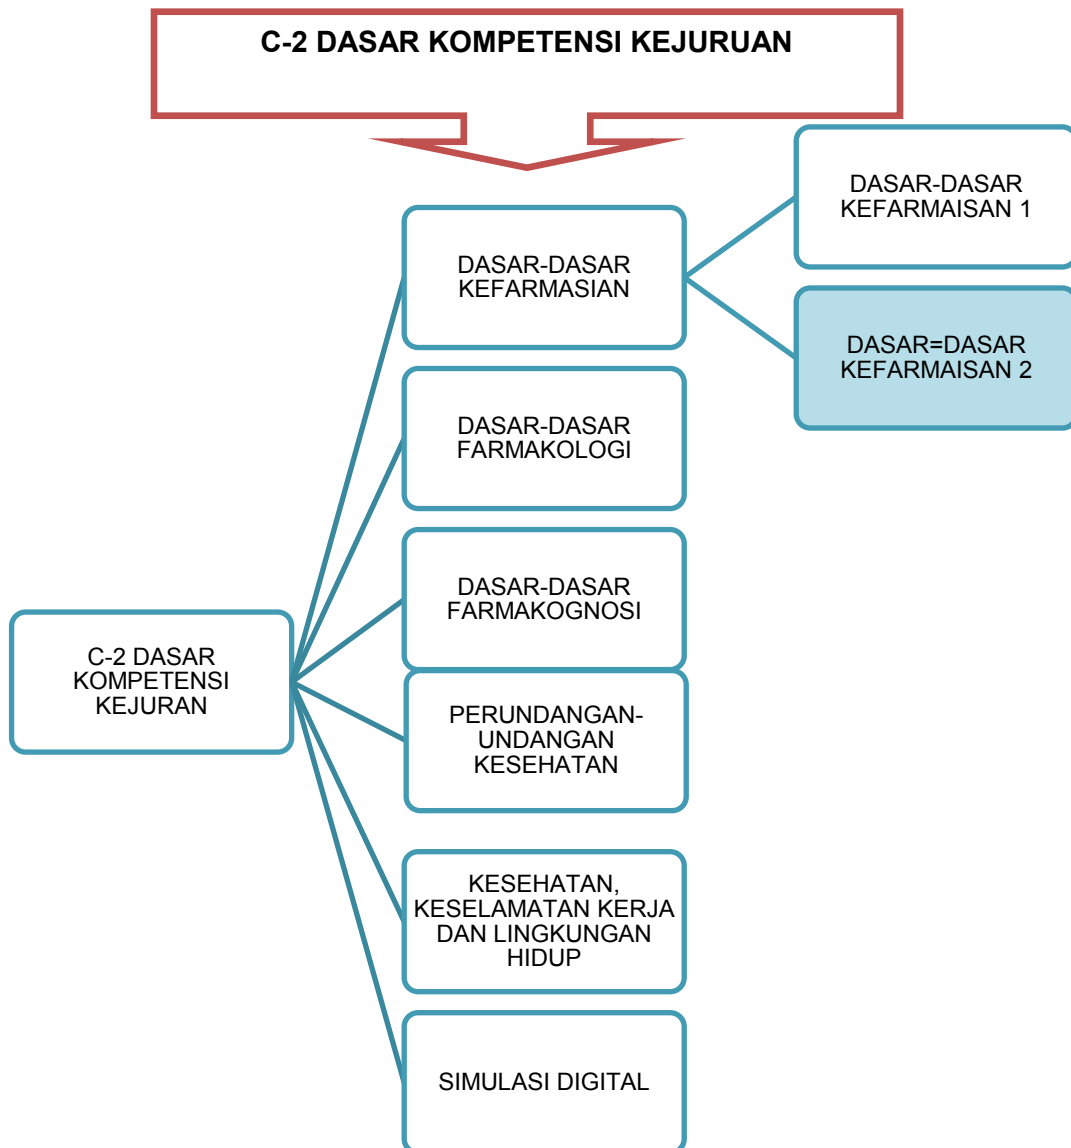 C-2 DASAR KOMPETENSI KEJURUAN
DASAR-DASAR
KEFARMAISAN 1
DASAR-DASAR
KEFARMASIAN
DASAR=DASAR
KEFARMAISAN 2
DASAR-DASAR
FARMAKOLOGI
DASAR-DASAR
FARMAKOGNOSI
C-2 DASAR
KOMPETENSI
KEJURAN
PERUNDANGAN-
UNDANGAN
KESEHATAN
KESEHATAN,
KESELAMATAN KERJA
DAN LINGKUNGAN
HIDUP
SIMULASI DIGITAL